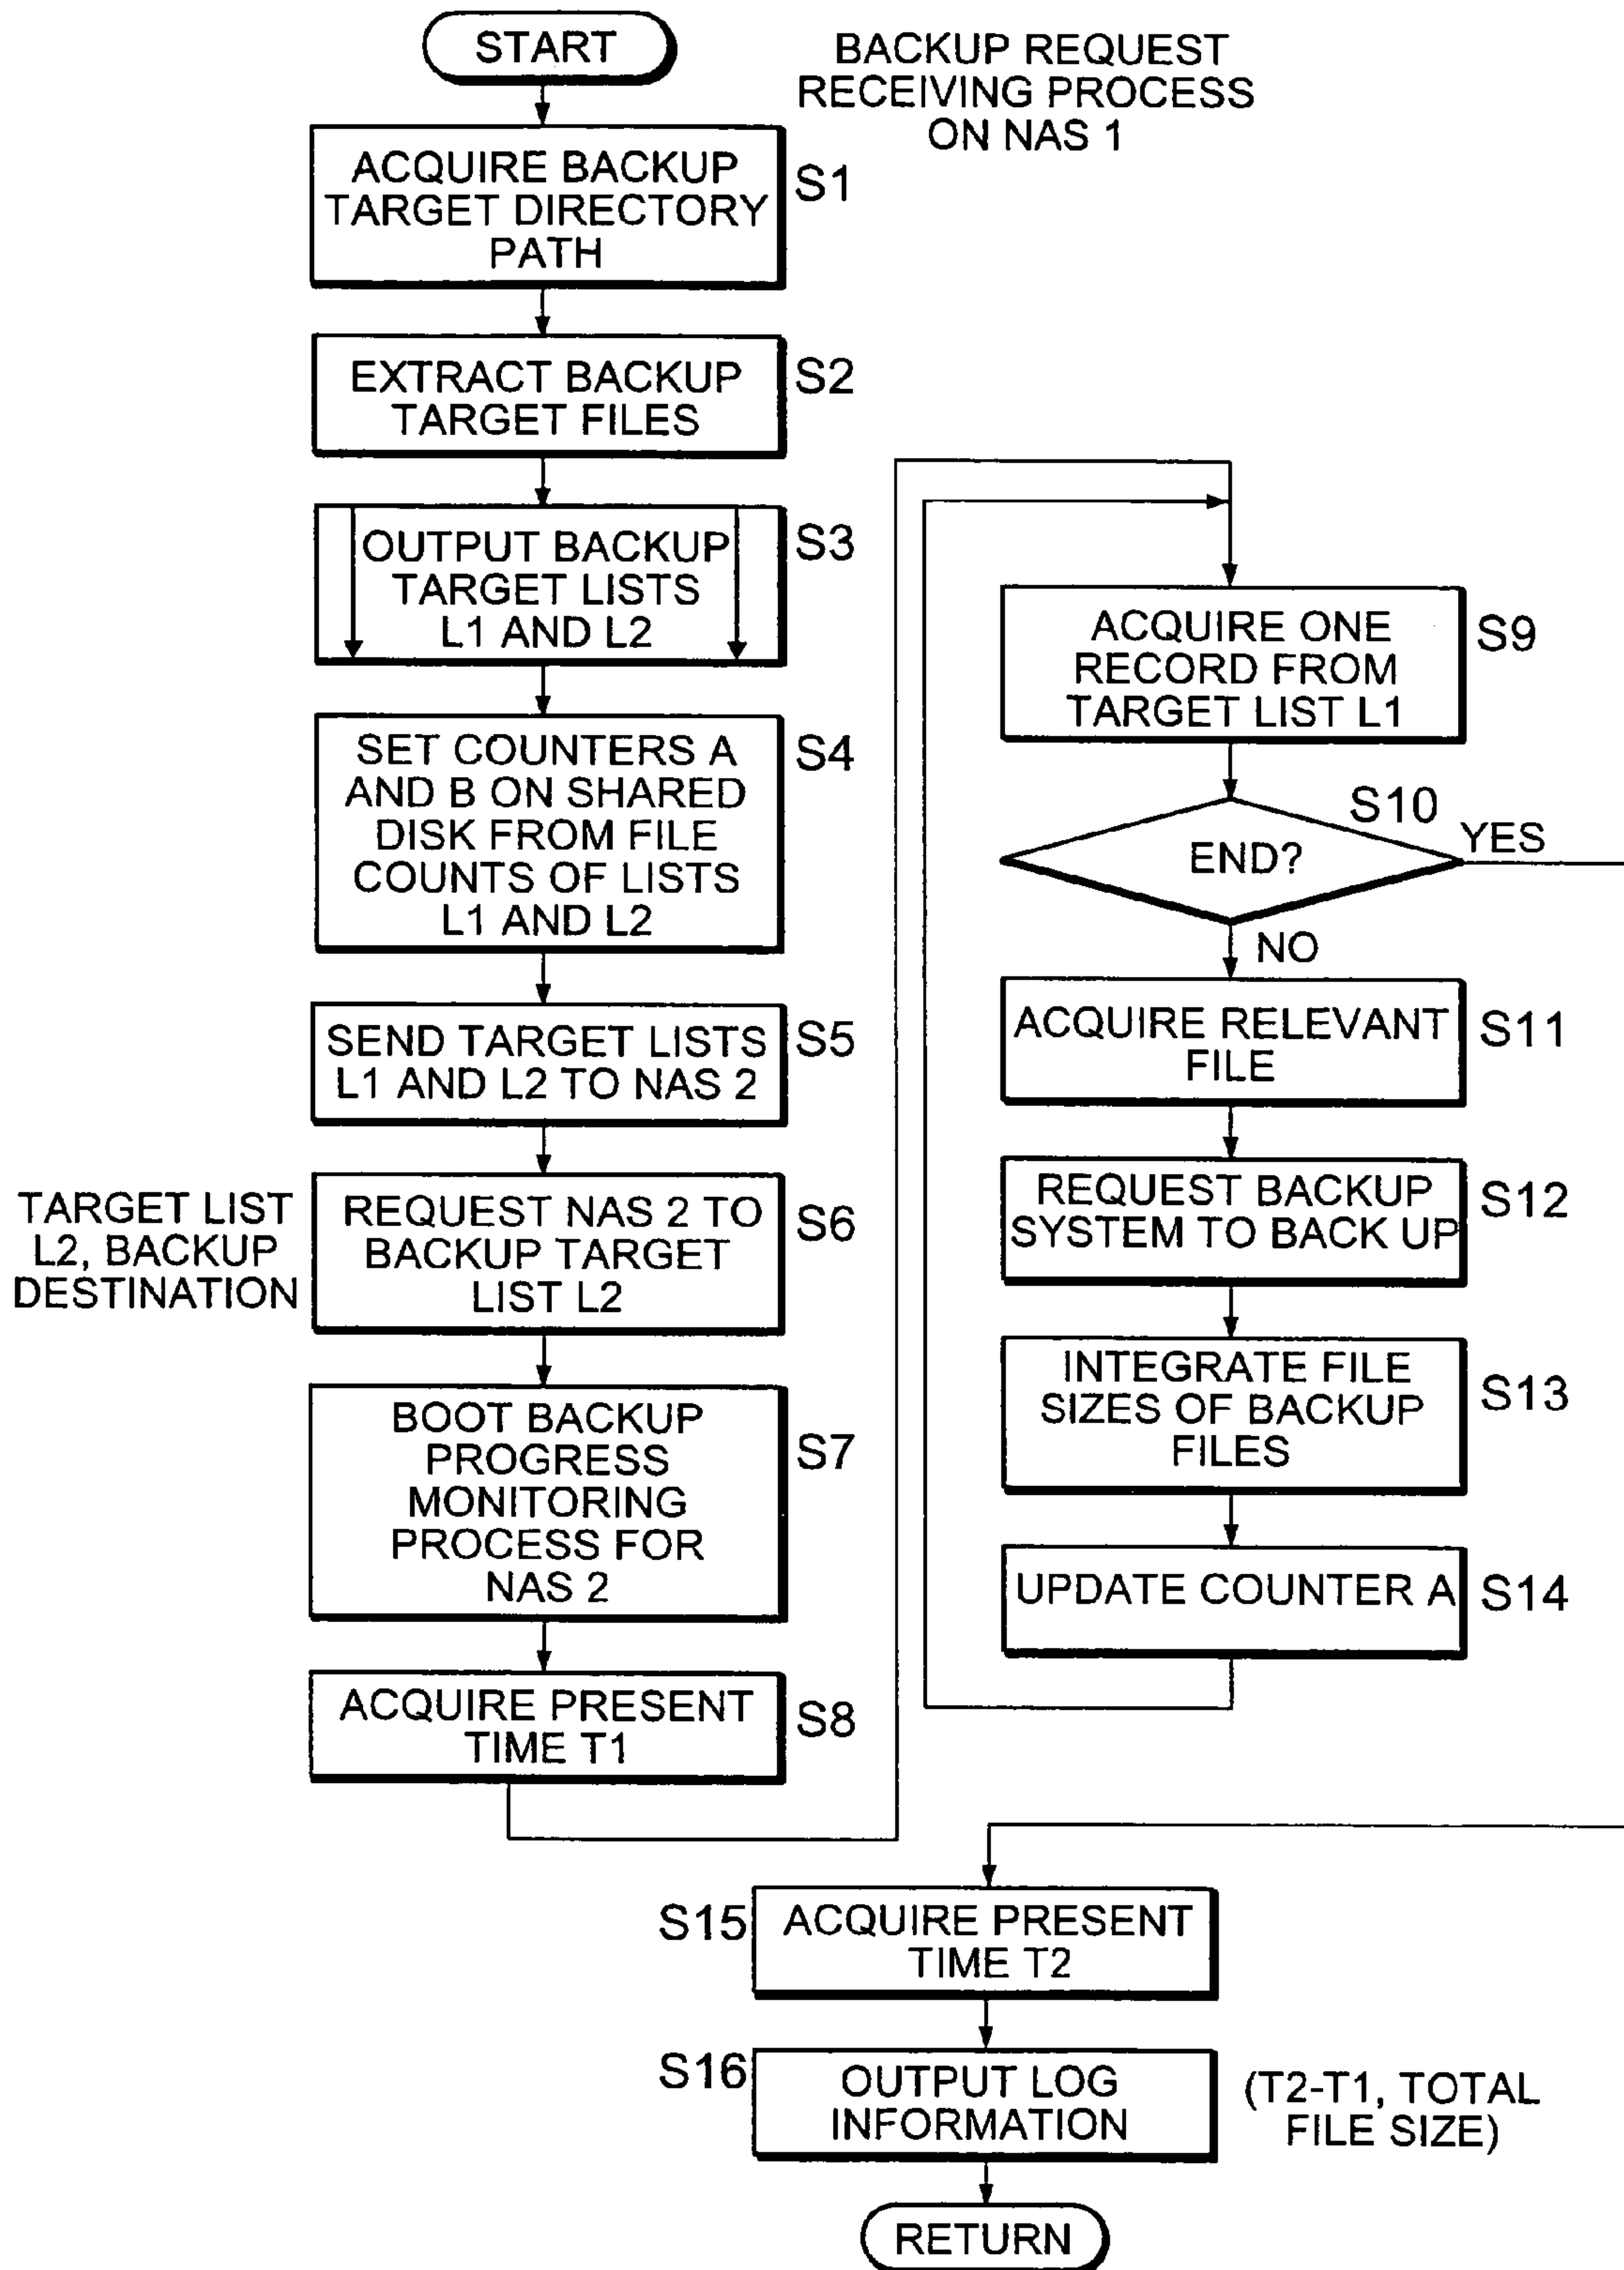 START
BACKUP REQUEST
RECEIVING PROCESS
ON NAS 1
ACQUIRE BACKUP
TARGET DIRECTORY
PATH
S1
EXTRACT BACKUP
TARGET FILES
S2
OUTPUT BACKUP
TARGET LISTS
L1 AND L2
S3
SET COUNTERS A
AND B ON SHARED
DISK FROM FILE
COUNTS OF LISTS
L1 AND L2
S4
SEND TARGET LISTS
L1 AND L2 TO NAS 2
S5
TARGET LIST
L2, BACKUP
DESTINATION
REQUEST NAS 2 TO
BACKUP TARGET
LIST L2
S6
BOOT BACKUP
PROGRESS
MONITORING
PROCESS FOR
NAS 2
S7
ACQUIRE PRESENT
TIME T1
S8
ACQUIRE ONE
RECORD FROM
TARGET LIST L1
S9
END?
S10
YES
NO
ACQUIRE RELEVANT
FILE
S11
REQUEST BACKUP
SYSTEM TO BACK UP
S12
INTEGRATE FILE
SIZES OF BACKUP
FILES
S13
UPDATE COUNTER A
S14
S15
ACQUIRE PRESENT
TIME T2
S16
OUTPUT LOG
INFORMATION
(T2-T1, TOTAL
FILE SIZE)
RETURN